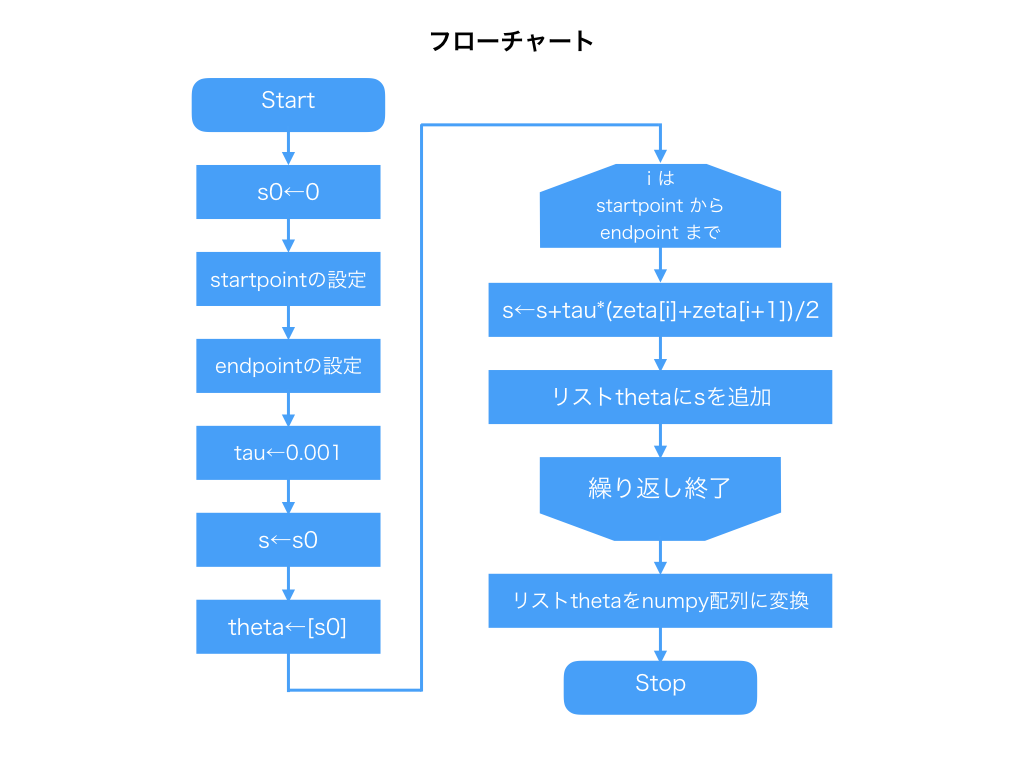 フローチャート
Start
s0←0
startpointの設定
endpointの設定
tau←0.001
s←s0
theta←[s0]
i は
startpoint から
endpoint まで
s←s+tau*(zeta[i]+zeta[i+1])/2
リストthetaにsを追加
繰り返し終了
リストthetaをnumpy配列に変換
Stop